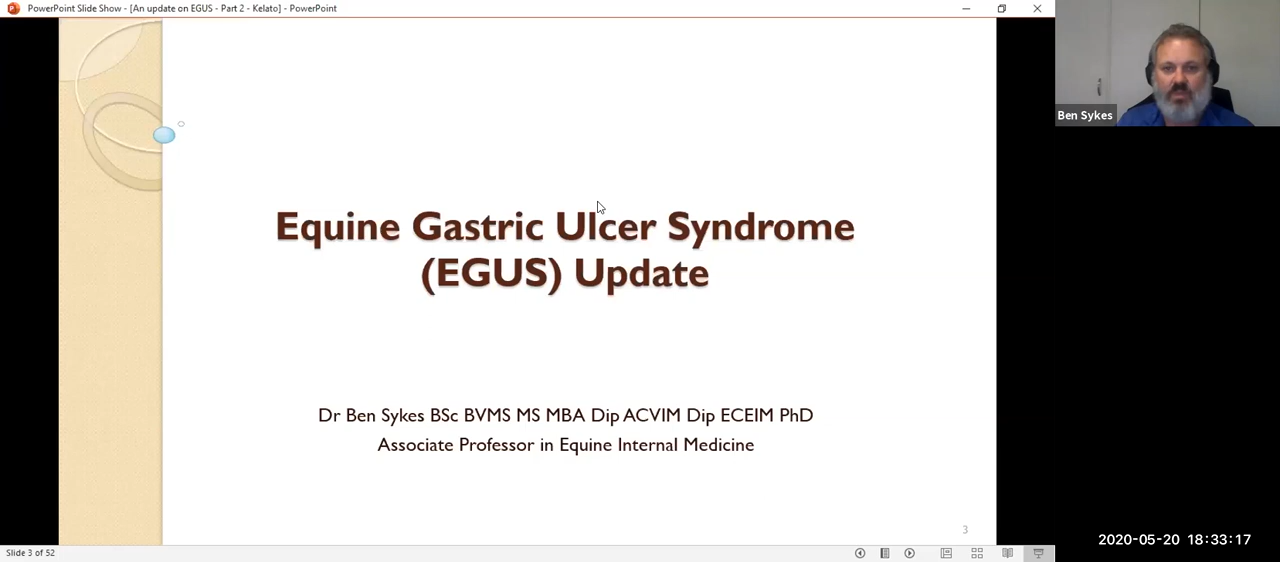 PowerPoint Slide Show - [An update on EGUS - Part 2 - Kelato] - PowerPoint
Ben Sykes
Equine Gastric Ulcer Syndrome
(EGUS) Update
Dr Ben Sykes BSc BVMS MS MBA Dip ACVIM Dip ECEIM PhD
Associate Professor in Equine Internal Medicine
3
2020-05-20 18:33:17
Slide 3 of 52